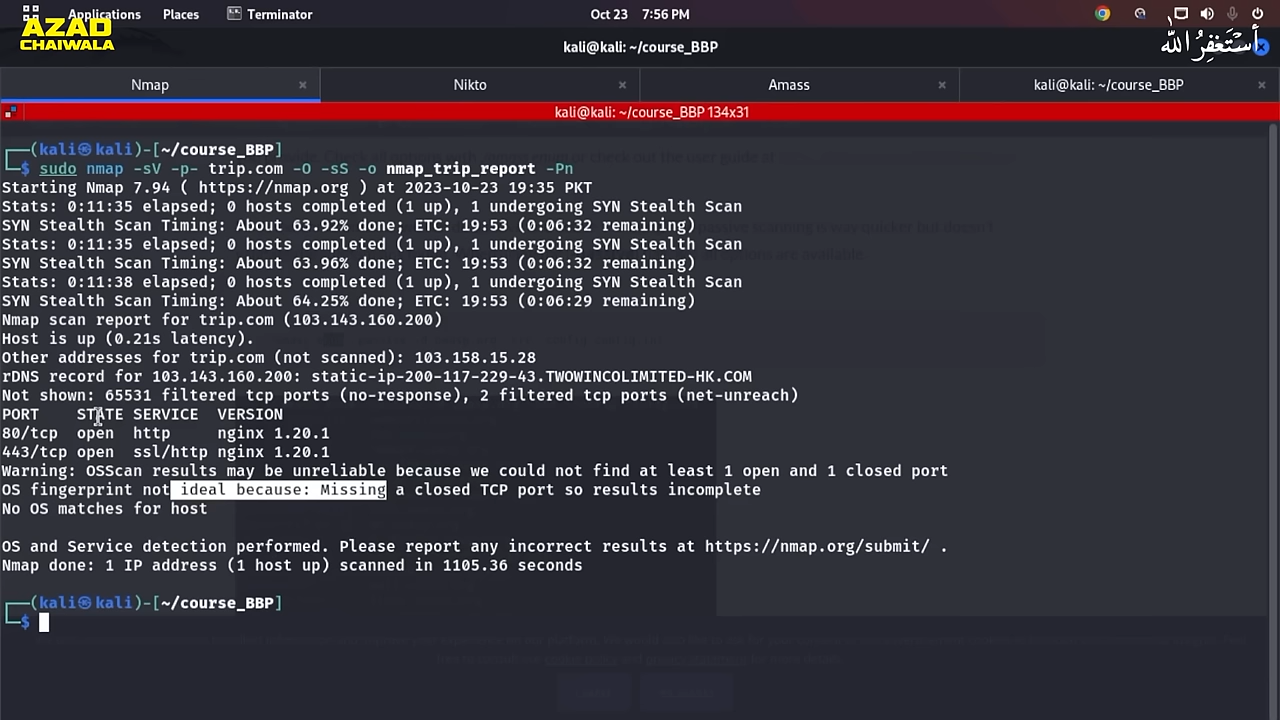 Applications Places Terminator Oct 23 7:56 PM
AZAD
CHAIWALA
أستغفر الله
kali@kali: ~/course_BBP
Nmap × Nikto × Amass × kali@kali: ~/course_BBP ×
kali@kali: ~/course_BBP 134x31
┌──(kali㉿kali)-[~/course_BBP]
└─$ sudo nmap -sV -p- trip.com -O -sS -o nmap_trip_report -Pn
Starting Nmap 7.94 ( https://nmap.org ) at 2023-10-23 19:35 PKT
Stats: 0:11:35 elapsed; 0 hosts completed (1 up), 1 undergoing SYN Stealth Scan
SYN Stealth Scan Timing: About 63.92% done; ETC: 19:53 (0:06:32 remaining)
Stats: 0:11:35 elapsed; 0 hosts completed (1 up), 1 undergoing SYN Stealth Scan
SYN Stealth Scan Timing: About 63.96% done; ETC: 19:53 (0:06:32 remaining)
Stats: 0:11:38 elapsed; 0 hosts completed (1 up), 1 undergoing SYN Stealth Scan
SYN Stealth Scan Timing: About 64.25% done; ETC: 19:53 (0:06:29 remaining)
Nmap scan report for trip.com (103.143.160.200)
Host is up (0.21s latency).
Other addresses for trip.com (not scanned): 103.158.15.28
rDNS record for 103.143.160.200: static-ip-200-117-229-43.TWOWINCOLIMITED-HK.COM
Not shown: 65531 filtered tcp ports (no-response), 2 filtered tcp ports (net-unreach)
PORT STATE SERVICE VERSION
80/tcp open http nginx 1.20.1
443/tcp open ssl/http nginx 1.20.1
Warning: OSScan results may be unreliable because we could not find at least 1 open and 1 closed port
OS fingerprint not ideal because: Missing a closed TCP port so results incomplete
No OS matches for host
OS and Service detection performed. Please report any incorrect results at https://nmap.org/submit/ .
Nmap done: 1 IP address (1 host up) scanned in 1105.36 seconds
┌──(kali㉿kali)-[~/course_BBP]
└─$